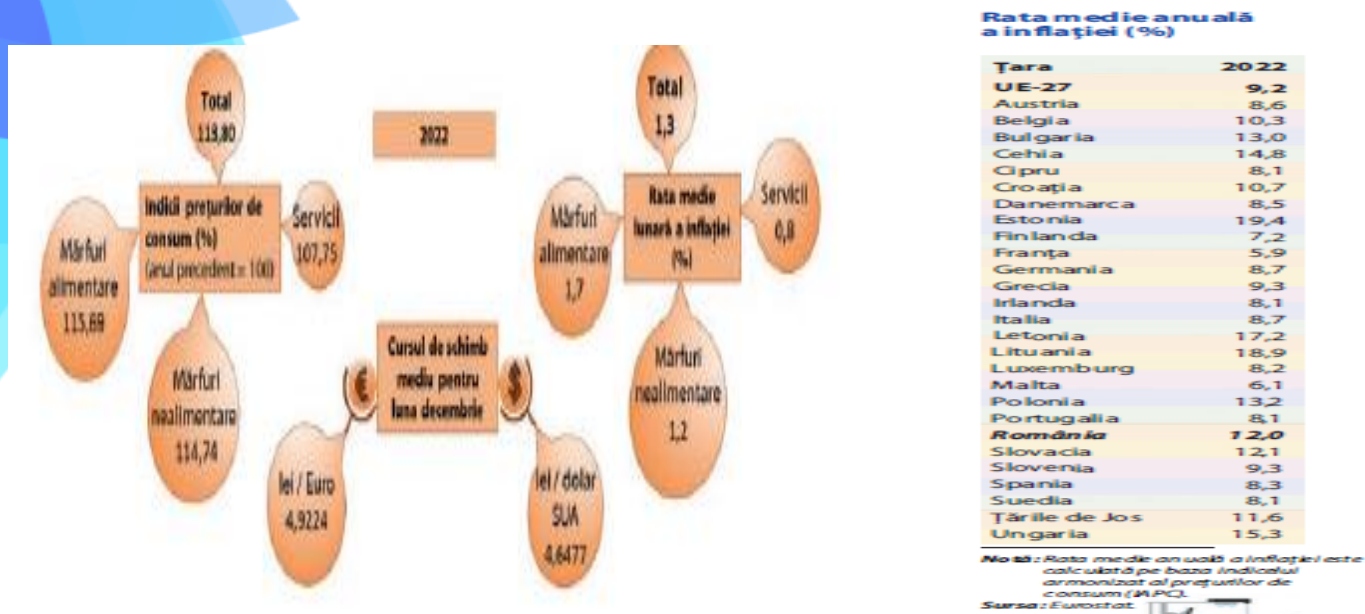 Total
113,80
Indicii prețurilor de
consum (%)
(anul precedent = 100)
Servicii
107,75
Mărfuri
alimentare
115,69
Mărfuri
nealimentare
114,74
2022
Cursul de schimb
mediu pentru
luna decembrie
€
$
lei / Euro
4,9224
lei / dolar
SUA
4,6477
Total
1,3
Rata medie
lunară a inflației
(%)
Servicii
0,8
Mărfuri
alimentare
1,7
Mărfuri
nealimentare
1,2
Rata medie anuală
a inflației (%)
Țara 2022
UE-27 9,2
Austria 8,6
Belgia 10,3
Bulgaria 13,0
Cehia 14,8
Cipru 8,1
Croația 10,7
Danemarca 8,5
Estonia 19,4
Finlanda 7,2
Franța 5,9
Germania 8,7
Grecia 9,3
Irlanda 8,1
Italia 8,7
Letonia 17,2
Lituania 18,9
Luxemburg 8,2
Malta 6,1
Polonia 13,2
Portugalia 8,1
România 12,0
Slovacia 12,1
Slovenia 9,3
Spania 8,3
Suedia 8,1
Țările de Jos 11,6
Ungaria 15,3
Notă: Rata medie anuală a inflației este
calculată pe baza indicelui
armonizat al prețurilor de
consum (IAPC).
Sursa: Eurostat.